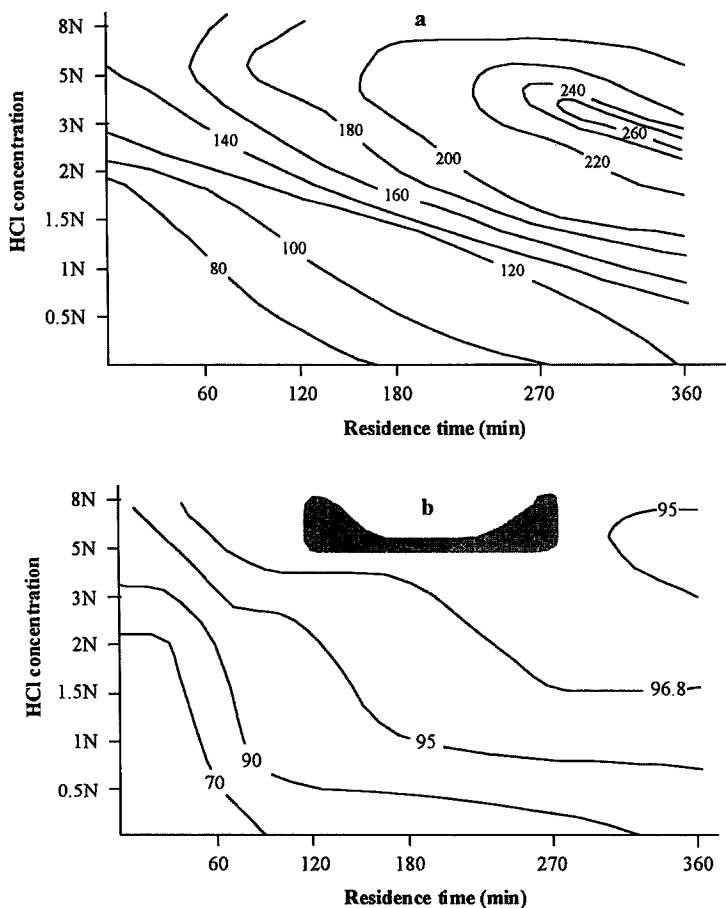 a
HCl concentration
8N
5N
3N
2N
1.5N
1N
0.5N
240
260
140
180
200
220
160
100
120
80
60 120 180 270 360
Residence time (min)
b
HCl concentration
8N
5N
3N
2N
1.5N
1N
0.5N
95
96.8
95
90
70
60 120 180 270 360
Residence time (min)